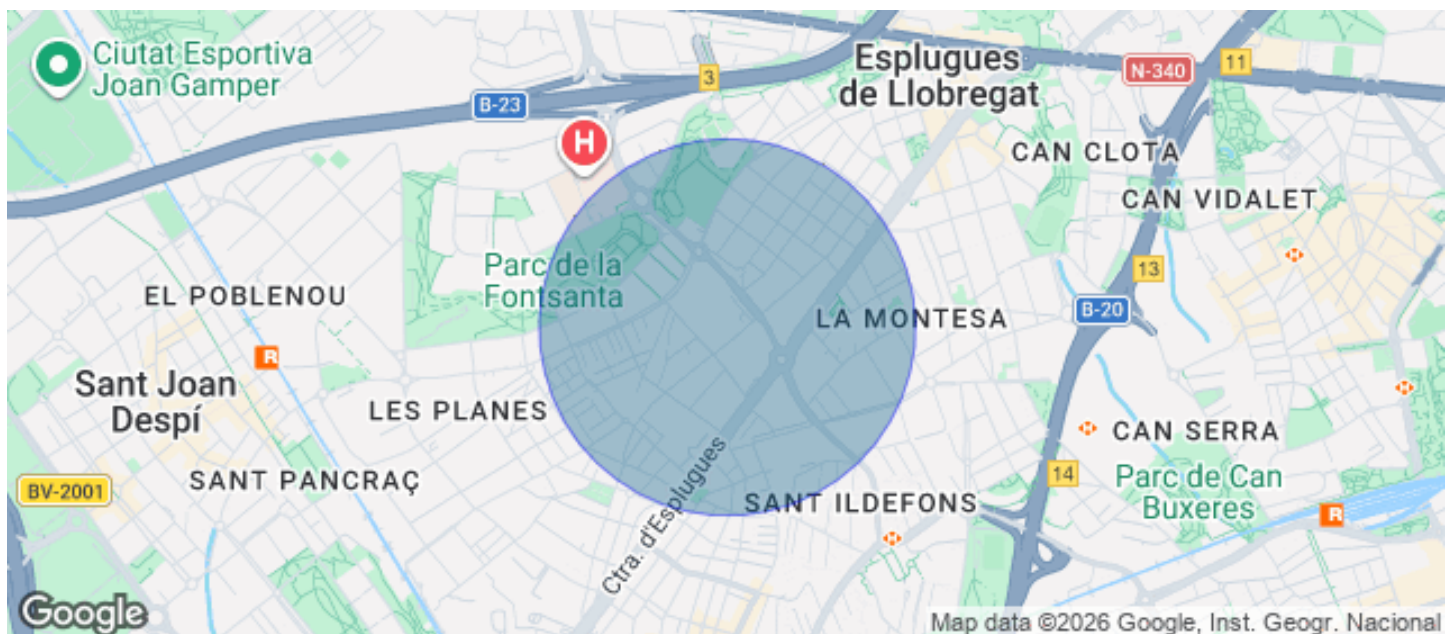 Ciutat Esportiva
Joan Gamper
B-23
3
Esplugues
de Llobregat
N-340
11
H
CAN CLOTA
CAN VIDALET
Parc de la
Fontsanta
EL POBLENOU
13
B-20
LA MONTESA
R
Sant Joan
Despí
LES PLANES
CAN SERRA
SANT PANCRAÇ
BV-2001
14
Parc de Can
Buxeres
R
SANT ILDEFONS
Ctra. d'Esplugues
Google
Map data ©2026 Google, Inst. Geogr. Nacional